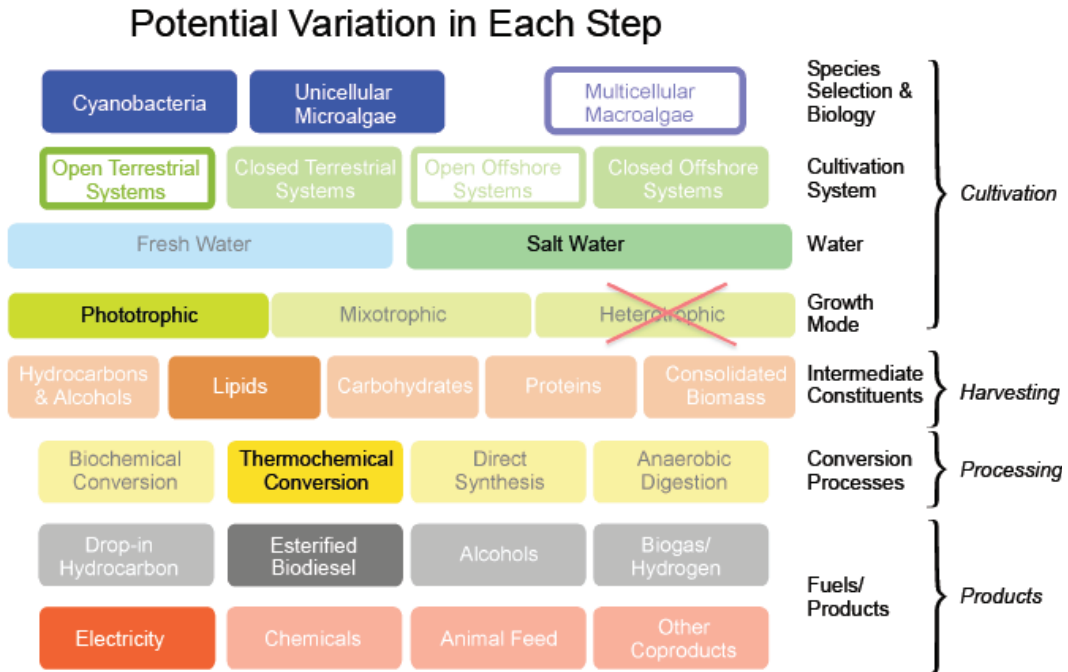 Potential Variation in Each Step
Cyanobacteria
Unicellular
Microalgae
Multicellular
Macroalgae
Species
Selection &
Biology
Open Terrestrial
Systems
Closed Terrestrial
Systems
Open Offshore
Systems
Closed Offshore
Systems
Cultivation
System
Cultivation
Fresh Water
Salt Water
Water
Phototrophic
Mixotrophic
Heterotrophic
Growth
Mode
Hydrocarbons
& Alcohols
Lipids
Carbohydrates
Proteins
Consolidated
Biomass
Intermediate
Constituents
Harvesting
Biochemical
Conversion
Thermochemical
Conversion
Direct
Synthesis
Anaerobic
Digestion
Conversion
Processes
Processing
Drop-in
Hydrocarbon
Esterified
Biodiesel
Alcohols
Biogas/
Hydrogen
Fuels/
Products
Products
Electricity
Chemicals
Animal Feed
Other
Coproducts